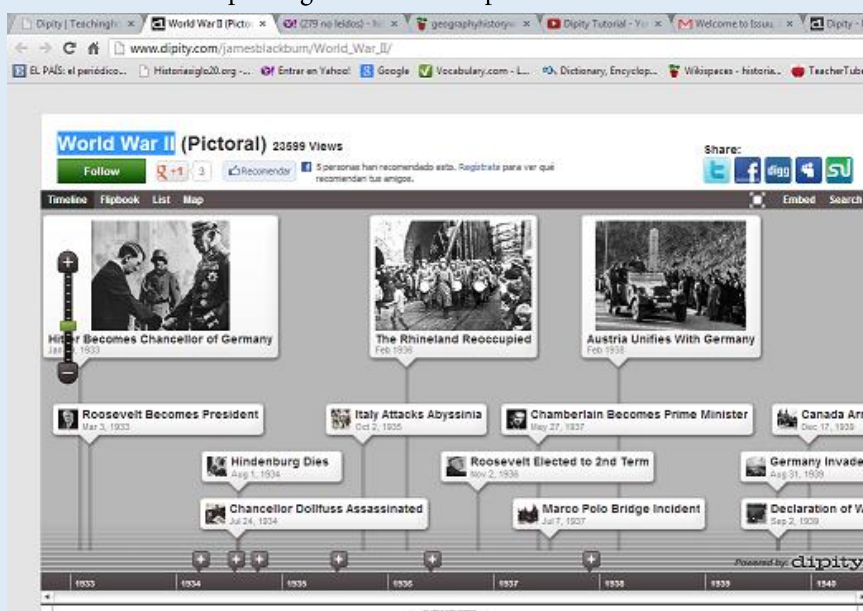 Dipity | Teachingh
World War II (Picto
(279 no leídos) -
geographyhistory
Dipity Tutorial - Yo
Welcome to Issuu,
Dipity -
www.dipity.com/jamesblackburn/World_War_II/
EL PAÍS: el periódico...
Historiasiglo20.org -...
Entrar en Yahoo!
Google
Vocabulary.com - L...
Dictionary, Encyclop...
Wikispaces - historia...
TeacherTube
World War II (Pictoral) 23599 Views
Share:
Follow
+1
3
Recomendar
5 personas han recomendado esto. Regístrate para ver qué
recomendan tus amigos.
digg
Timeline Flipbook List Map
Embed Search
Becomes Chancellor of Germany
1933
The Rhineland Reoccupied
Feb 1936
Austria Unifies With Germany
Feb 1938
Roosevelt Becomes President
Mar 3, 1933
Italy Attacks Abyssinia
Oct 2, 1935
Chamberlain Becomes Prime Minister
May 27, 1937
Canada Arr
Dec 17, 1939
Hindenburg Dies
Aug 1, 1934
Roosevelt Elected to 2nd Term
Nov 2, 1936
Germany Invade
Aug 31, 1939
Chancellor Dollfuss Assassinated
Jul 24, 1934
Marco Polo Bridge Incident
Jul 7, 1937
Declaration of W
Sep 2, 1939
Powered by: dipity
1933
1934
1935
1936
1937
1938
1939
1940